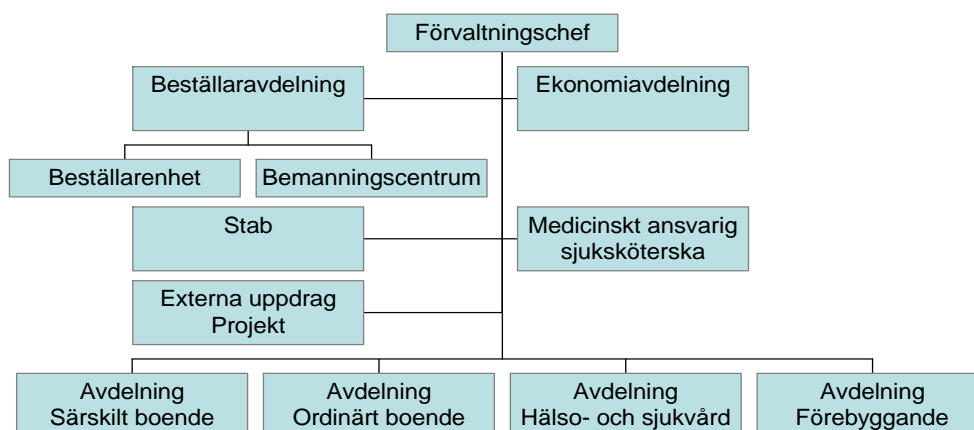 Förvaltningschef
Beställaravdelning
Ekonomiavdelning
Beställarenhet
Bemanningscentrum
Stab
Medicinskt ansvarig
sjuksköterska
Externa uppdrag
Projekt
Avdelning
Särskilt boende
Avdelning
Ordinärt boende
Avdelning
Hälso- och sjukvård
Avdelning
Förebyggande